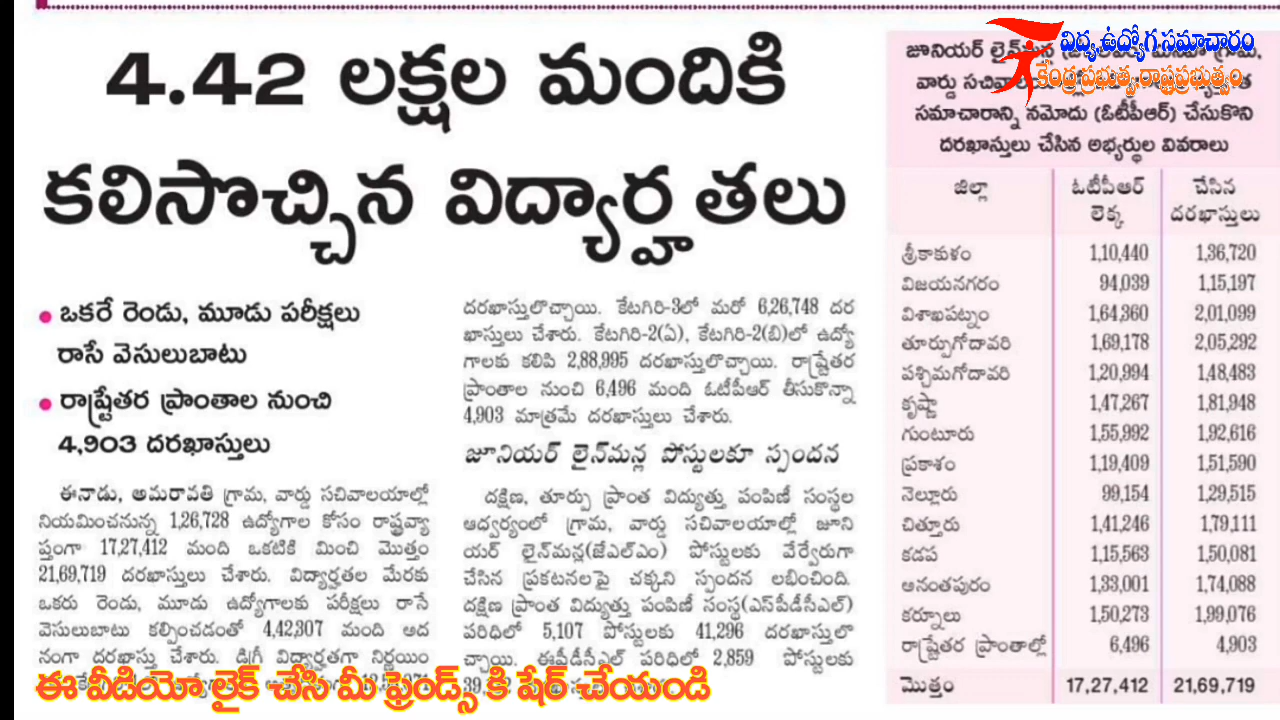 4.42 లక్షల మందికి
కలిసొచ్చిన విద్యార్హతలు
• ఒకరే రెండు, మూడు పరీక్షలు
రాసే వెసులుబాటు
• రాష్ట్రేతర ప్రాంతాల నుంచి
4,903 దరఖాస్తులు
ఈనాడు, అమరావతి గ్రామ, వార్డు సచివాలయాల్లో
నియమించనున్న 1,26,728 ఉద్యోగాల కోసం రాష్ట్రవ్యా
ప్తంగా 17,27,412 మంది ఒకటికి మించి మొత్తం
21,69,719 దరఖాస్తులు చేశారు. విద్యార్హతల మేరకు
ఒకరు రెండు, మూడు ఉద్యోగాలకు పరీక్షలు రాసే
వెసులుబాటు కల్పించడంతో 4,42,307 మంది అద
నంగా దరఖాస్తు చేశారు. డిగ్రీ విద్యార్హతగా నిర్ణయిం
దరఖాస్తులొచ్చాయి. కేటగిరి-3లో మరో 6,26,748 దర
ఖాస్తులు చేశారు. కేటగిరి-2(ఏ), కేటగిరి-2(బి)లో ఉద్యో
గాలకు కలిపి 2,88,995 దరఖాస్తులొచ్చాయి. రాష్ట్రేతర
ప్రాంతాల నుంచి 6,496 మంది ఓటీపీఆర్ తీసుకొన్నా
4,903 మాత్రమే దరఖాస్తులు చేశారు.
జూనియర్ లైన్‌మన్ల పోస్టులకూ స్పందన
దక్షిణ, తూర్పు ప్రాంత విద్యుత్తు పంపిణీ సంస్థల
ఆధ్వర్యంలో గ్రామ, వార్డు సచివాలయాల్లో జూని
యర్ లైన్‌మన్ల(జేఎల్ఎం) పోస్టులకు వేర్వేరుగా
చేసిన ప్రకటనలపై చక్కని స్పందన లభించింది.
దక్షిణ ప్రాంత విద్యుత్తు పంపిణీ సంస్థ(ఎస్‌పీడీసీఎల్)
పరిధిలో 5,107 పోస్టులకు 41,296 దరఖాస్తులొ
చ్చాయి. ఈపీడీసీఎల్ పరిధిలో 2,859 పోస్టులకు
ఈ వీడియో లైక్ చేసి మీ ఫ్రెండ్స్ కి షేర్ చేయండి
విద్య ఉద్యోగ సమాచారం
కేంద్రప్రభుత్వ, రాష్ట్రప్రభుత్వం
జూనియర్ లైన్‌మన్ల గ్రామ,
వార్డు
సమాచారాన్ని నమోదు (ఓటీపీఆర్) చేసుకొని
దరఖాస్తులు చేసిన అభ్యర్థుల వివరాలు
జిల్లా ఓటీపీఆర్ లెక్క చేసిన దరఖాస్తులు
శ్రీకాకుళం 1,10,440 1,36,720
విజయనగరం 94,039 1,15,197
విశాఖపట్నం 1,64,360 2,01,099
తూర్పుగోదావరి 1,69,178 2,05,292
పశ్చిమగోదావరి 1,20,994 1,48,483
కృష్ణా 1,47,267 1,81,948
గుంటూరు 1,55,992 1,92,616
ప్రకాశం 1,19,409 1,51,590
నెల్లూరు 99,154 1,29,515
చిత్తూరు 1,41,246 1,79,111
కడప 1,15,563 1,50,081
అనంతపురం 1,33,001 1,74,088
కర్నూలు 1,50,273 1,99,076
రాష్ట్రేతర ప్రాంతాల్లో 6,496 4,903
మొత్తం 17,27,412 21,69,719